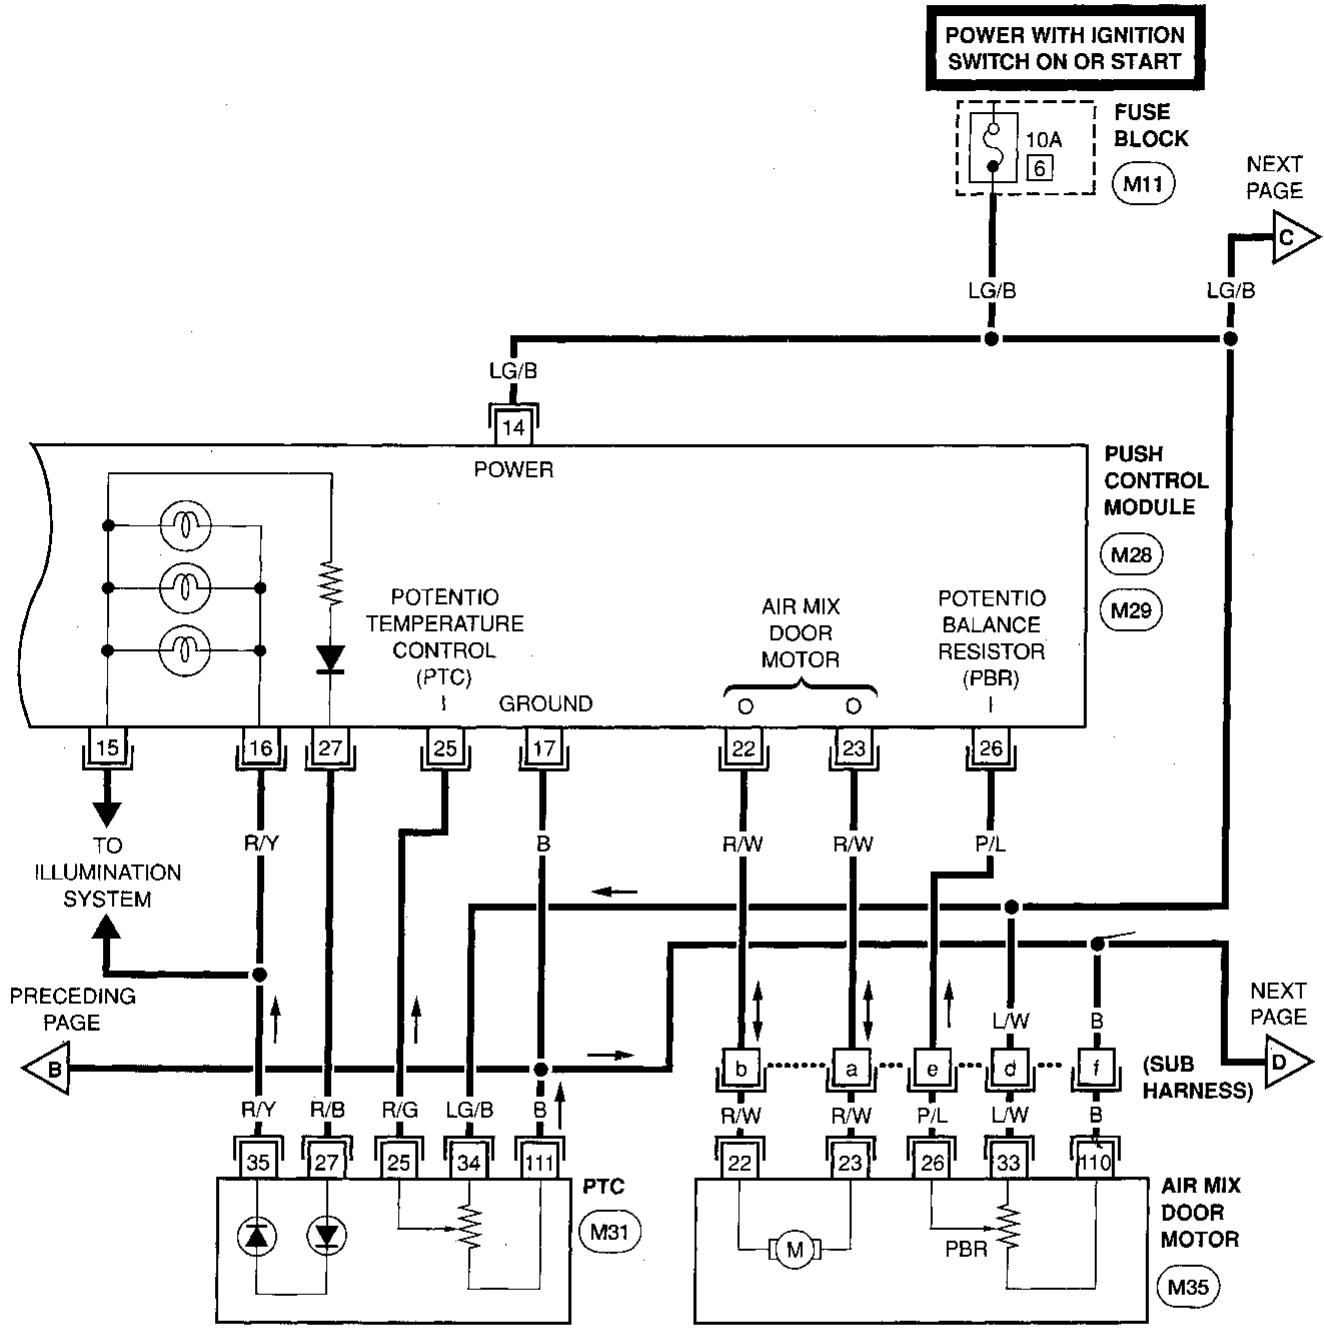 POWER WITH IGNITION
SWITCH ON OR START
FUSE
BLOCK
10A
6
M11
NEXT
PAGE
C
LG/B
LG/B
LG/B
14
POWER
PUSH
CONTROL
MODULE
M28
M29
POTENTIO
TEMPERATURE
CONTROL
(PTC)
GROUND
AIR MIX
DOOR
MOTOR
POTENTIO
BALANCE
RESISTOR
(PBR)
15
16
27
25
17
22
23
26
TO
ILLUMINATION
SYSTEM
R/Y
B
R/W
R/W
P/L
PRECEDING
PAGE
B
NEXT
PAGE
D
L/W
B
b
a
e
d
f
(SUB
HARNESS)
R/Y
R/B
R/G
LG/B
B
R/W
R/W
P/L
L/W
B
35
27
25
34
111
22
23
26
33
110
PTC
M31
M
PBR
AIR MIX
DOOR
MOTOR
M35